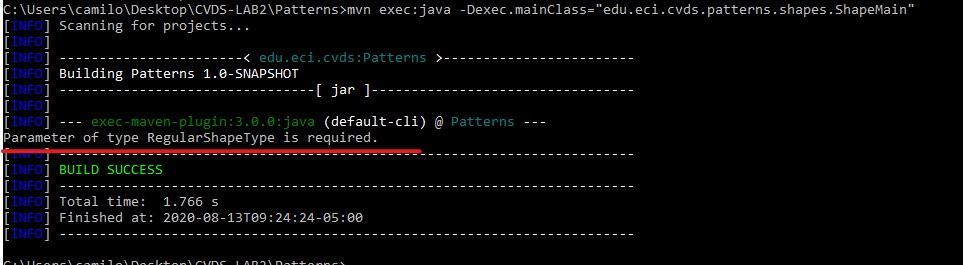 C:\Users\camilo\Desktop\CVDS-LAB2\Patterns>mvn exec:java -Dexec.mainClass="edu.eci.cvds.patterns.shapes.ShapeMain"
[INFO] Scanning for projects...
[INFO]
[INFO] -----------------------< edu.eci.cvds:Patterns >------------------------
[INFO] Building Patterns 1.0-SNAPSHOT
[INFO] --------------------------------[ jar ]---------------------------------
[INFO]
[INFO] --- exec-maven-plugin:3.0.0:java (default-cli) @ Patterns ---
Parameter of type RegularShapeType is required.
[INFO] ------------------------------------------------------------------------
[INFO] BUILD SUCCESS
[INFO] ------------------------------------------------------------------------
[INFO] Total time:  1.766 s
[INFO] Finished at: 2020-08-13T09:24:24-05:00
[INFO] ------------------------------------------------------------------------
C:\Users\camilo\Desktop\CVDS-LAB2\Patterns>